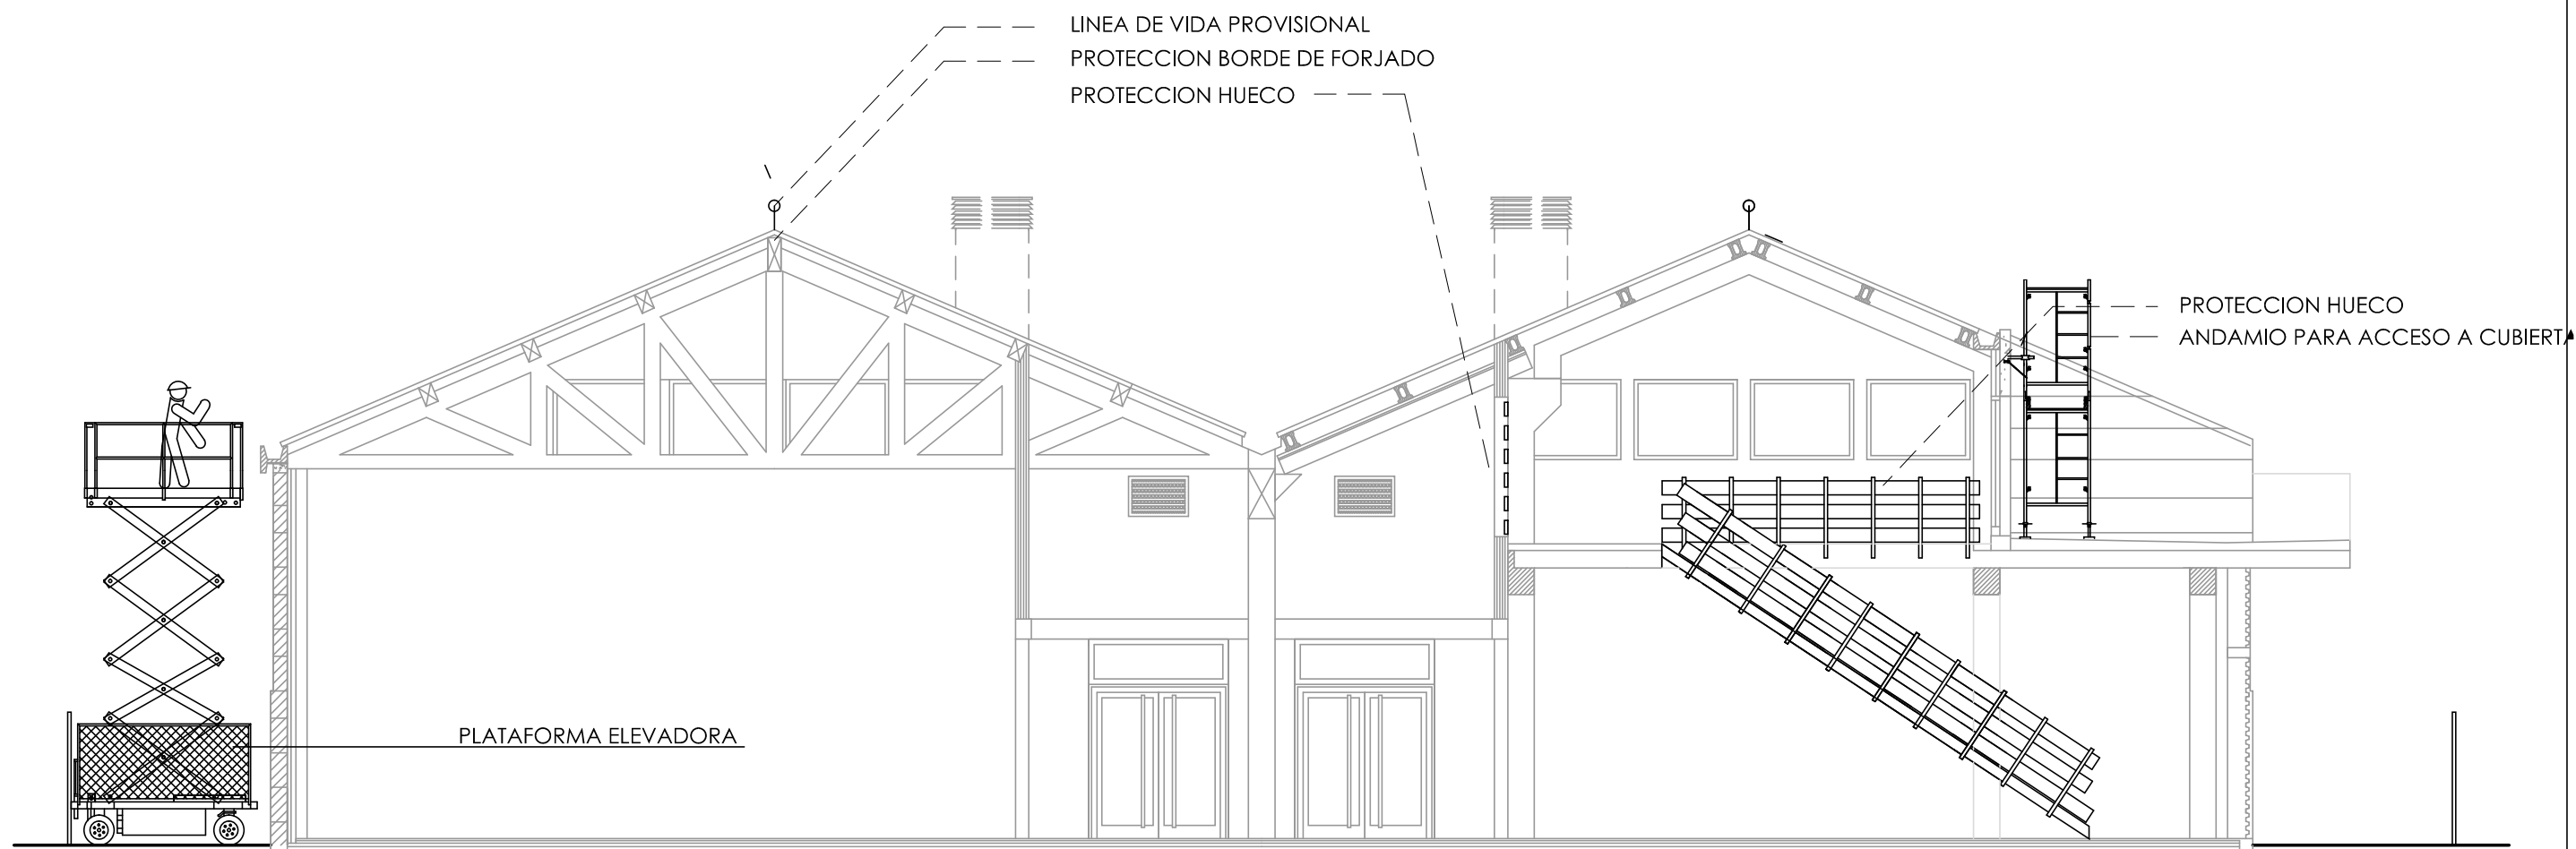 LINEA DE VIDA PROVISIONAL
PROTECCION BORDE DE FORJADO
PROTECCION HUECO
PROTECCION HUECO
ANDAMIO PARA ACCESO A CUBIERTA
PLATAFORMA ELEVADORA